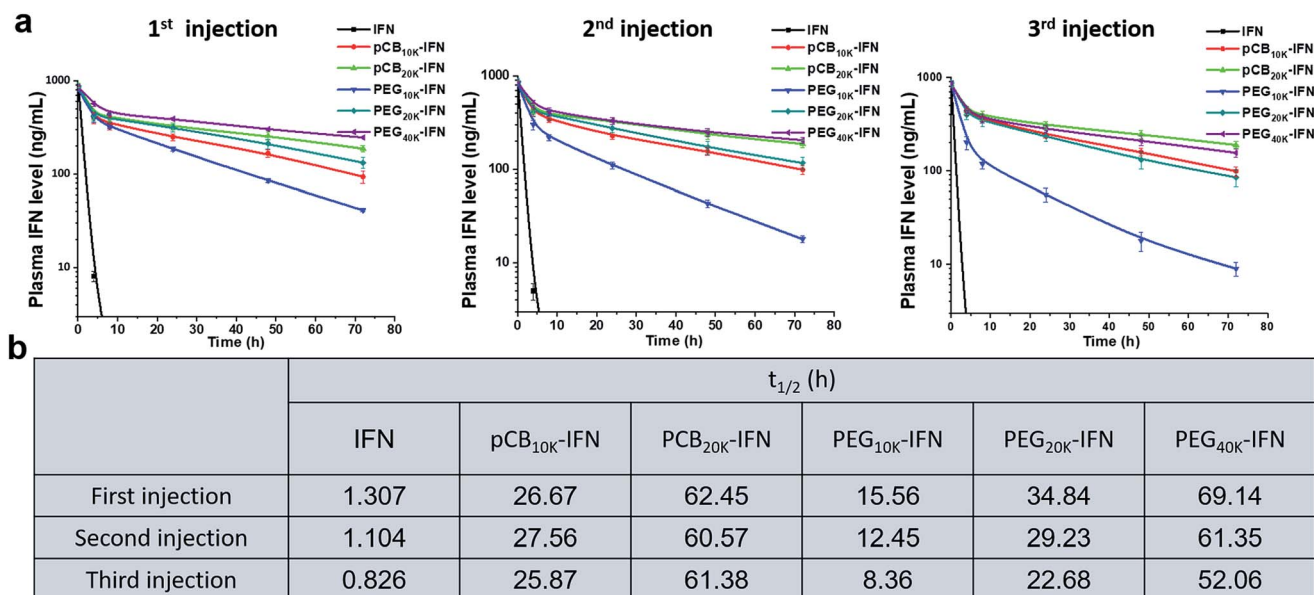 a
1st injection
IFN
pCB10K-IFN
pCB20K-IFN
PEG10K-IFN
PEG20K-IFN
PEG40K-IFN
Plasma IFN level (ng/mL)
1000
100
10
0 10 20 30 40 50 60 70 80
Time (h)
2nd injection
IFN
pCB10K-IFN
pCB20K-IFN
PEG10K-IFN
PEG20K-IFN
PEG40K-IFN
Plasma IFN level (ng/mL)
1000
100
10
0 10 20 30 40 50 60 70 80
Time (h)
3rd injection
IFN
pCB10K-IFN
pCB20K-IFN
PEG10K-IFN
PEG20K-IFN
PEG40K-IFN
Plasma IFN level (ng/mL)
1000
100
10
0 10 20 30 40 50 60 70 80
Time (h)
b
t1/2 (h)
IFN pCB10K-IFN PCB20K-IFN PEG10K-IFN PEG20K-IFN PEG40K-IFN
First injection 1.307 26.67 62.45 15.56 34.84 69.14
Second injection 1.104 27.56 60.57 12.45 29.23 61.35
Third injection 0.826 25.87 61.38 8.36 22.68 52.06